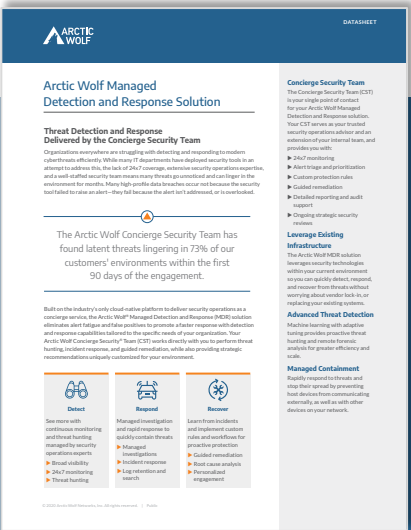 ARCTIC
WOLF
DATASHEET
Arctic Wolf Managed
Detection and Response Solution
Threat Detection and Response
Delivered by the Concierge Security Team
Organizations everywhere are struggling with detecting and responding to modern
cyberthreats efficiently. While many IT departments have deployed security tools in an
attempt to address this, the lack of 24x7 coverage, extensive security operations expertise,
and a well-staffed security team means many threats go unnoticed and can linger in the
environment for months. Many high-profile data breaches occur not because the security
tool failed to raise an alert—they fail because the alert isn't addressed, or is overlooked.
The Arctic Wolf Concierge Security Team has
found latent threats lingering in 73% of our
customers' environments within the first
90 days of the engagement.
Built on the industry's only cloud-native platform to deliver security operations as a
concierge service, the Arctic Wolf® Managed Detection and Response (MDR) solution
eliminates alert fatigue and false positives to promote a faster response with detection
and response capabilities tailored to the specific needs of your organization. Your
Arctic Wolf Concierge Security® Team (CST) works directly with you to perform threat
hunting, incident response, and guided remediation, while also providing strategic
recommendations uniquely customized for your environment.
Detect
See more with
continuous monitoring
and threat hunting
managed by security
operations experts
▶ Broad visibility
▶ 24x7 monitoring
▶ Threat hunting
Respond
Managed investigation
and rapid response to
quickly contain threats
▶ Managed
investigations
▶ Incident response
▶ Log retention and
search
Recover
Learn from incidents
and implement custom
rules and workflows for
proactive protection
▶ Guided remediation
▶ Root cause analysis
▶ Personalized
engagement
Concierge Security Team
The Concierge Security Team (CST)
is your single point of contact
for your Arctic Wolf Managed
Detection and Response solution.
Your CST serves as your trusted
security operations advisor and an
extension of your internal team, and
provides you with:
▶ 24x7 monitoring
▶ Alert triage and prioritization
▶ Custom protection rules
▶ Guided remediation
▶ Detailed reporting and audit
support
▶ Ongoing strategic security
reviews
Leverage Existing
Infrastructure
The Arctic Wolf MDR solution
leverages security technologies
within your current environment
so you can quickly detect, respond,
and recover from threats without
worrying about vendor lock-in, or
replacing your existing systems.
Advanced Threat Detection
Machine learning with adaptive
tuning provides proactive threat
hunting and remote forensic
analysis for greater efficiency and
scale.
Managed Containment
Rapidly respond to threats and
stop their spread by preventing
host devices from communicating
externally, as well as with other
devices on your network.
©2020 Arctic Wolf Networks, Inc. All rights reserved. | Public